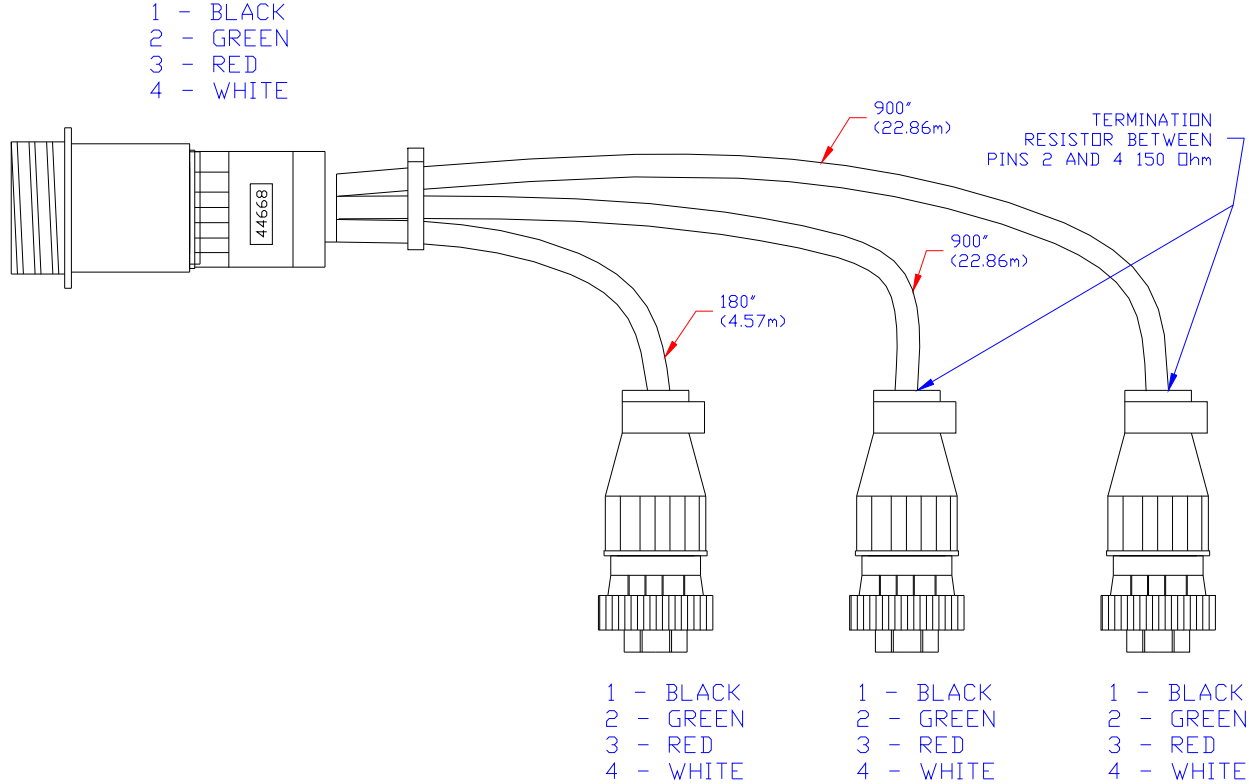 1 - BLACK
2 - GREEN
3 - RED
4 - WHITE
44668
900"
(22.86m)
TERMINATION
RESISTOR BETWEEN
PINS 2 AND 4 150 Ohm
900"
(22.86m)
180"
(4.57m)
1 - BLACK
2 - GREEN
3 - RED
4 - WHITE
1 - BLACK
2 - GREEN
3 - RED
4 - WHITE
1 - BLACK
2 - GREEN
3 - RED
4 - WHITE